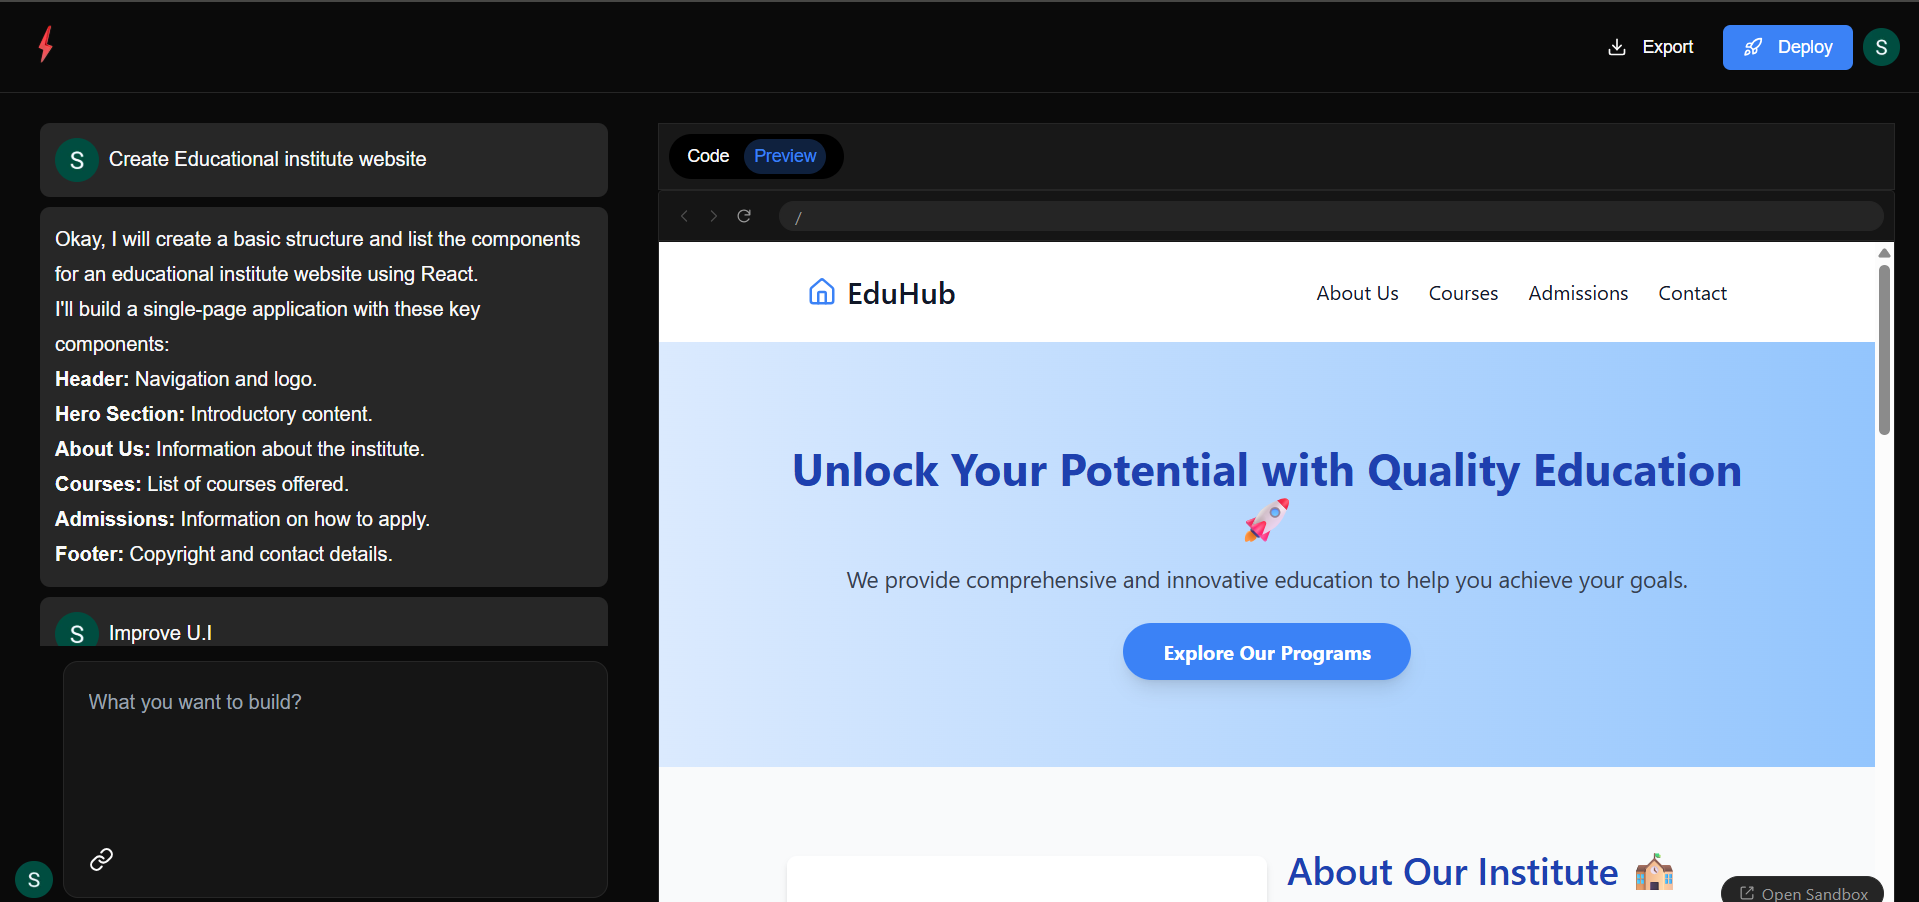 Export
Deploy
S
S
Create Educational institute website
Okay, I will create a basic structure and list the components
for an educational institute website using React.
I'll build a single-page application with these key
components:
Header: Navigation and logo.
Hero Section: Introductory content.
About Us: Information about the institute.
Courses: List of courses offered.
Admissions: Information on how to apply.
Footer: Copyright and contact details.
S
Improve U.I
What you want to build?
S
Code
Preview
/
EduHub
About Us
Courses
Admissions
Contact
Unlock Your Potential with Quality Education
🚀
We provide comprehensive and innovative education to help you achieve your goals.
Explore Our Programs
About Our Institute 🏫
Open Sandbox